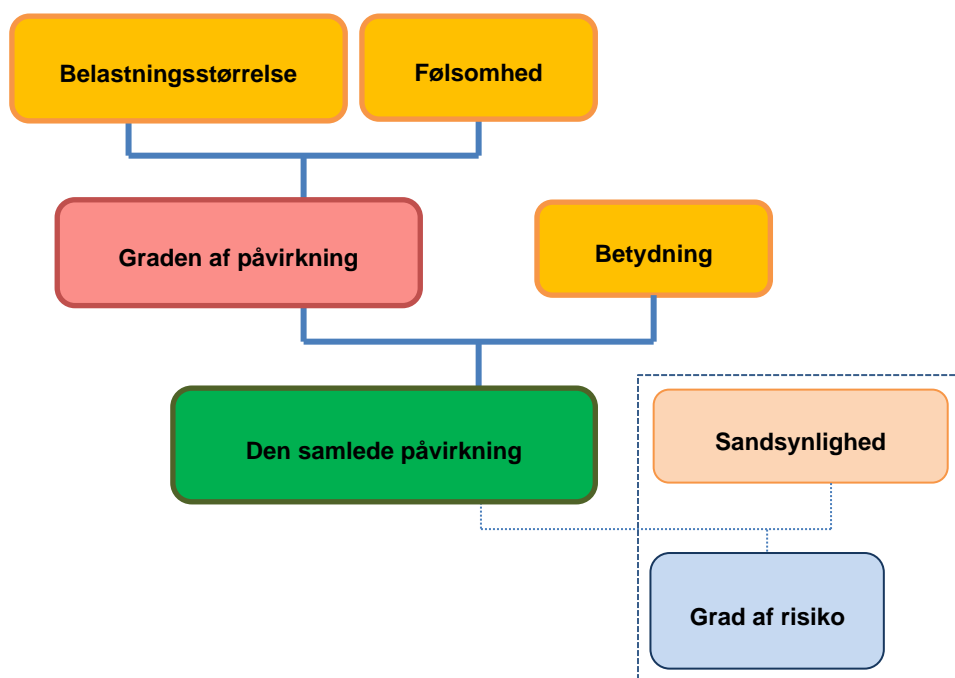 Belastningsstørrelse
Følsomhed
Graden af påvirkning
Betydning
Den samlede påvirkning
Sandsynlighed
Grad af risiko